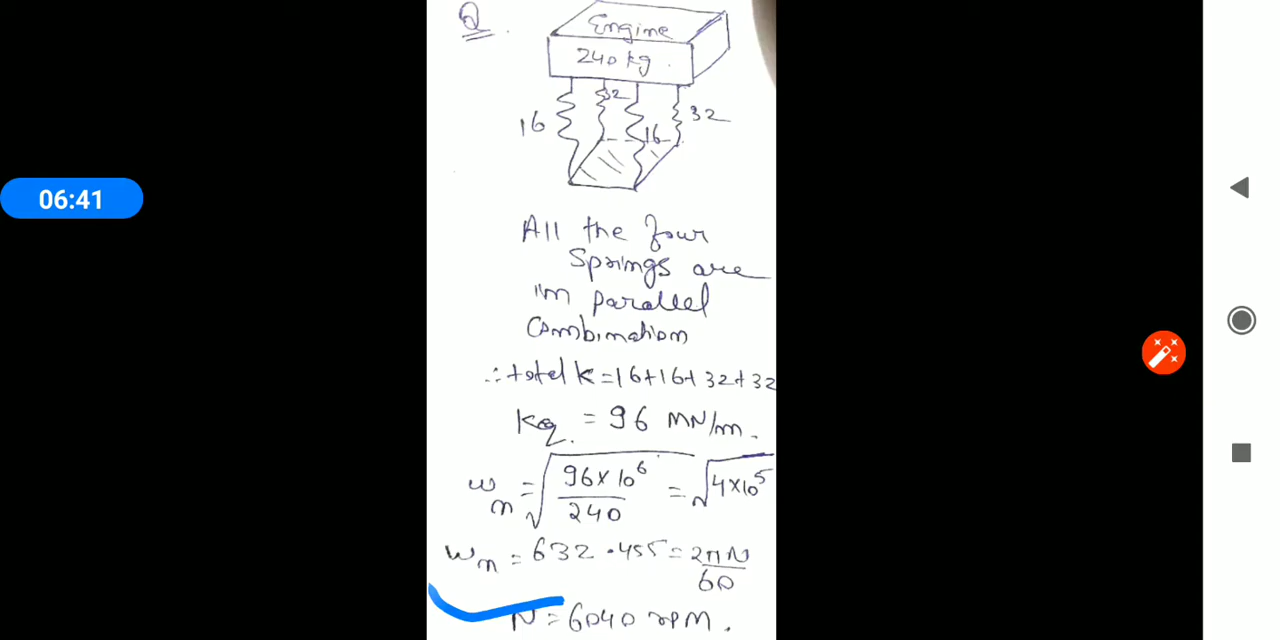 Q.
Engine
240 kg
16
32
16
32
06:41
All the four
Springs are
in parallel
Combination
∴ total k = 16+16+32+32
Keq. = 96 MN/m.
ωn = √(96×10⁶/240) = √(4×10⁵)
ωn = 632.455 = 2πN/60
N = 6040 rpm.